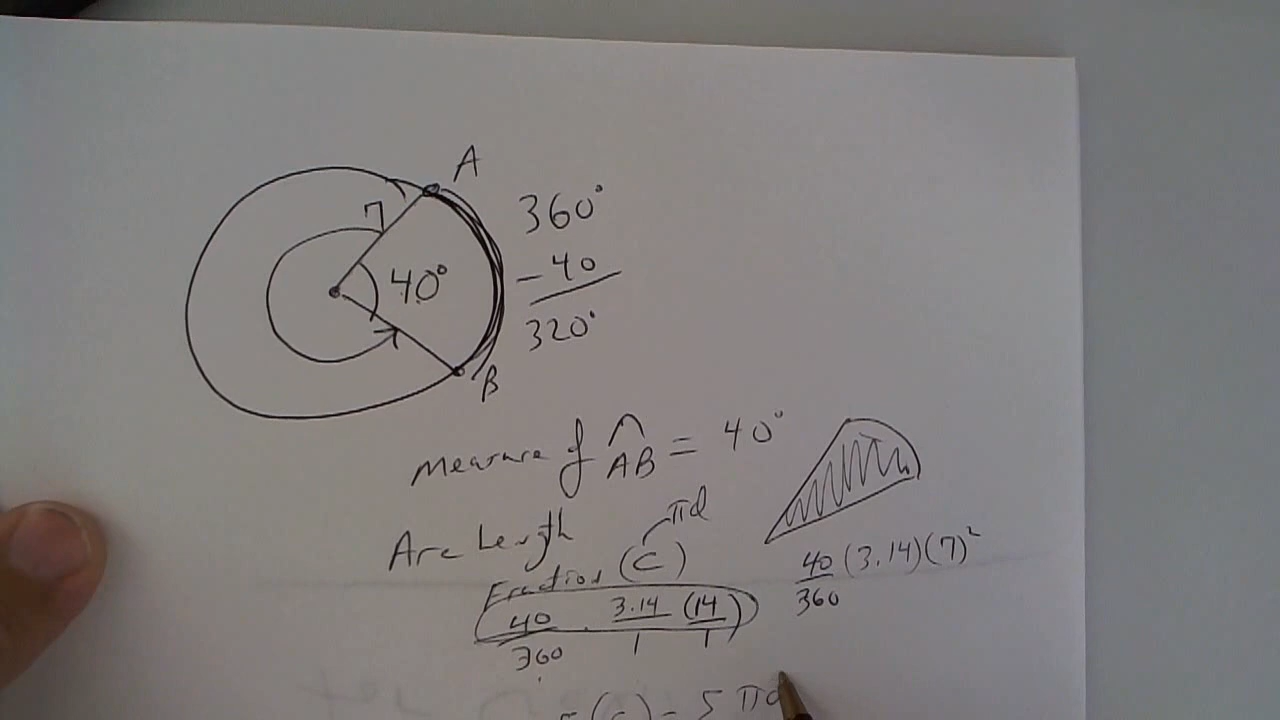 A
7
40°
B
360°
- 40
320°
Measure of AB = 40°
Arc Length
πd
Fraction (C)
40/360 · 3.14/1 (14)/1
40/360 (3.14)(7)²